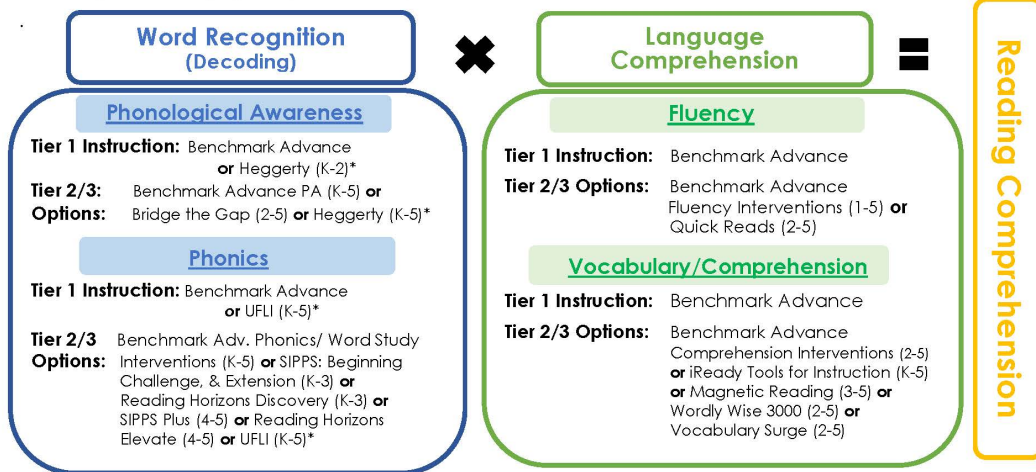 Word Recognition
(Decoding)
✖
Language
Comprehension
=
Reading Comprehension
Phonological Awareness
Tier 1 Instruction: Benchmark Advance
or Heggerty (K-2)*
Tier 2/3: Benchmark Advance PA (K-5) or
Options: Bridge the Gap (2-5) or Heggerty (K-5)*
Phonics
Tier 1 Instruction: Benchmark Advance
or UFLI (K-5)*
Tier 2/3 Benchmark Adv. Phonics/ Word Study
Options: Interventions (K-5) or SIPPS: Beginning
Challenge, & Extension (K-3) or
Reading Horizons Discovery (K-3) or
SIPPS Plus (4-5) or Reading Horizons
Elevate (4-5) or UFLI (K-5)*
Fluency
Tier 1 Instruction: Benchmark Advance
Tier 2/3 Options: Benchmark Advance
Fluency Interventions (1-5) or
Quick Reads (2-5)
Vocabulary/Comprehension
Tier 1 Instruction: Benchmark Advance
Tier 2/3 Options: Benchmark Advance
Comprehension Interventions (2-5)
or iReady Tools for Instruction (K-5)
or Magnetic Reading (3-5) or
Wordly Wise 3000 (2-5) or
Vocabulary Surge (2-5)